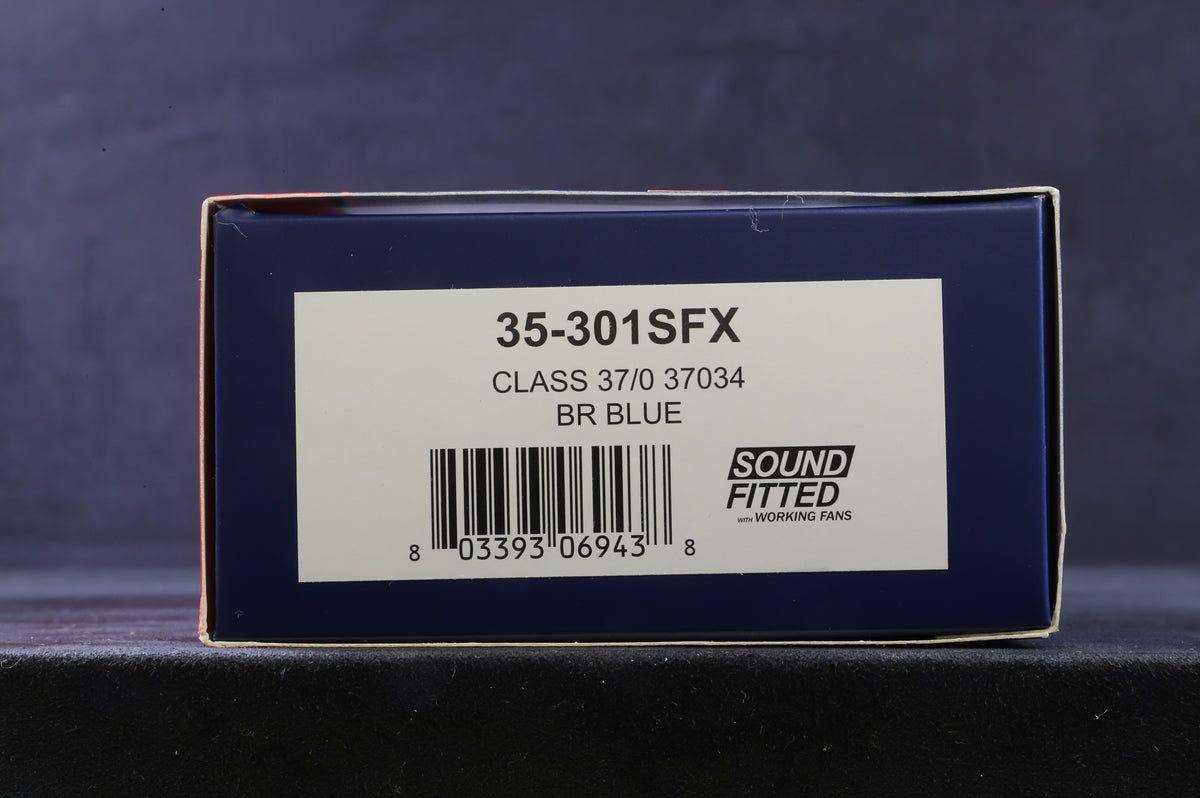 35-301SFX
CLASS 37/0 37034
BR BLUE
SOUND
FITTED
WITH WORKING FANS
8 03393 06943 8